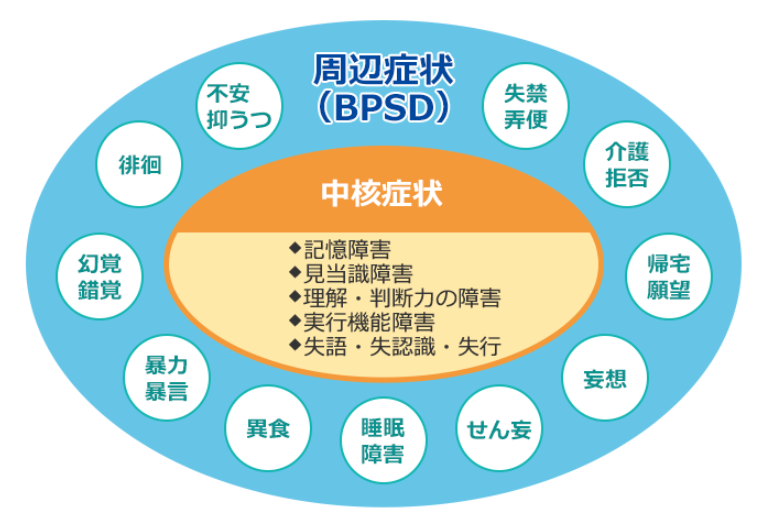 周辺症状
（BPSD）
不安
抑うつ
失禁
弄便
徘徊
介護
拒否
中核症状
◆記憶障害
◆見当識障害
◆理解・判断力の障害
◆実行機能障害
◆失語・失認識・失行
幻覚
錯覚
帰宅
願望
暴力
暴言
妄想
異食
睡眠
障害
せん妄